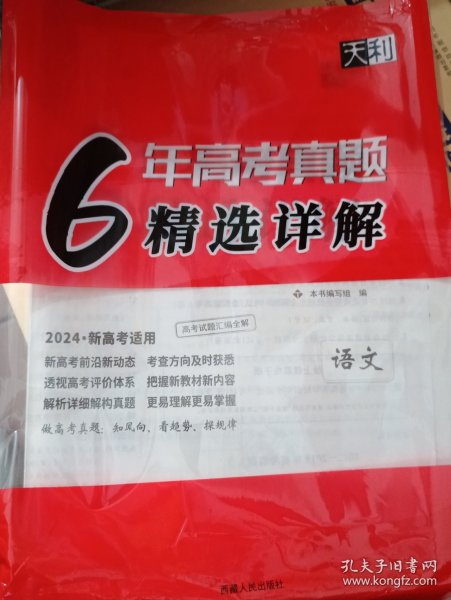 天利
6年高考真题
精选详解
本书编写组 编
2024·新高考适用
高考试题汇编全解
新高考前沿新动态 考查方向及时获悉
透视高考评价体系 把握新教材新内容
解析详细解构真题 更易理解更易掌握
做高考真题：知风向、看趋势、探规律
语文
西藏人民出版社
孔夫子旧书网
www.kongfz.com